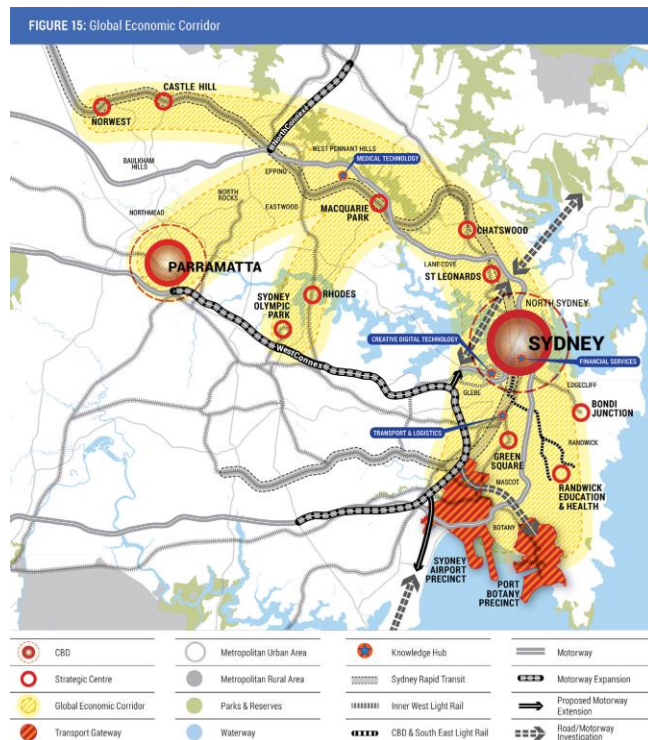 FIGURE 15: Global Economic Corridor
CASTLE HILL
NORWEST
NorthConnex
WEST PENNANT HILLS
BAULKHAM
HILLS
MEDICAL TECHNOLOGY
EPPING
NORTH
ROCKS
EASTWOOD
NORTHMEAD
MACQUARIE
PARK
CHATSWOOD
PARRAMATTA
LANE COVE
ST LEONARDS
RHODES
SYDNEY
OLYMPIC
PARK
NORTH SYDNEY
SYDNEY
CREATIVE DIGITAL TECHNOLOGY
FINANCIAL SERVICES
WestConnex
GLEBE
EDGECLIFF
BONDI
JUNCTION
TRANSPORT & LOGISTICS
RANDWICK
GREEN
SQUARE
RANDWICK
EDUCATION
& HEALTH
MASCOT
BOTANY
SYDNEY
AIRPORT
PRECINCT
PORT
BOTANY
PRECINCT
CBD
Metropolitan Urban Area
Knowledge Hub
Motorway
Strategic Centre
Metropolitan Rural Area
Sydney Rapid Transit
Motorway Expansion
Global Economic Corridor
Parks & Reserves
Inner West Light Rail
Proposed Motorway
Extension
Transport Gateway
Waterway
CBD & South East Light Rail
Road/Motorway
Investigation